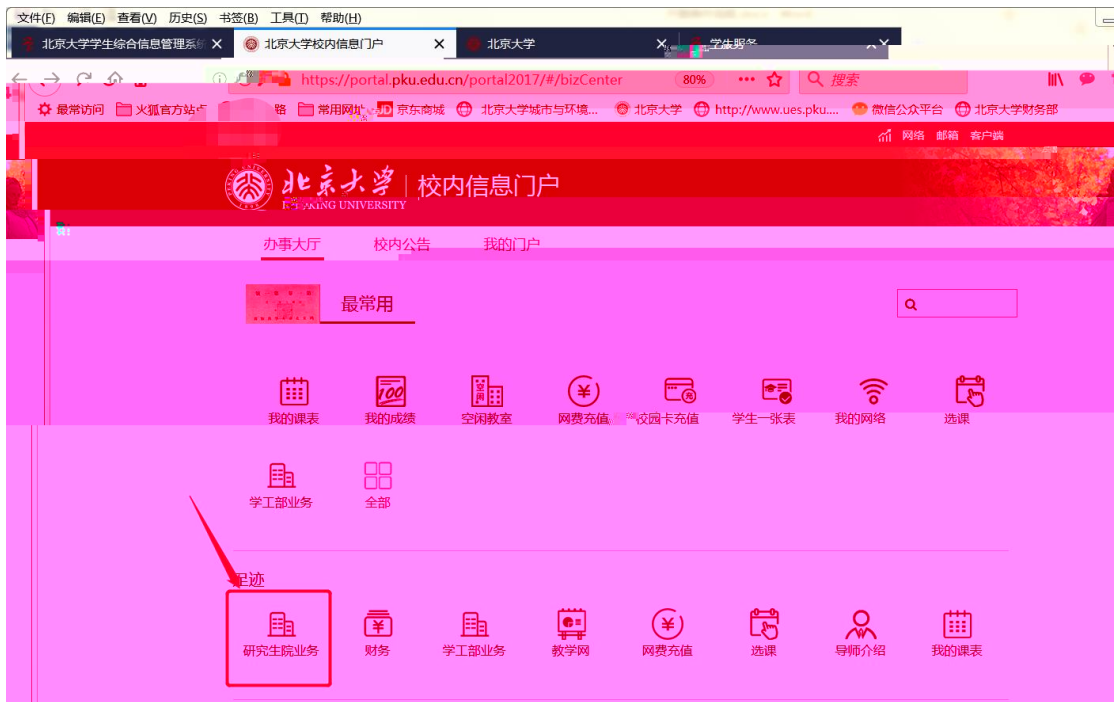 文件(F) 编辑(E) 查看(V) 历史(S) 书签(B) 工具(T) 帮助(H)
北京大学学生综合信息管理系统 北京大学校内信息门户 北京大学 学生服务
https://portal.pku.edu.cn/portal2017/#/bizCenter 80% 搜索
最常访问 火狐官方站点 路 常用网址 JD 京东商城 北京大学城市与环境... 北京大学 http://www.ues.pku.... 微信公众平台 北京大学财务部
网络 邮箱 客户端
北京大学 校内信息门户
PEKING UNIVERSITY
办事大厅 校内公告 我的门户
最常用
我的课表 我的成绩 空闲教室 网费充值 校园卡充值 学生一张表 我的网络 选课
学工部业务 全部
足迹
研究生院业务 财务 学工部业务 教学网 网费充值 选课 导师介绍 我的课表